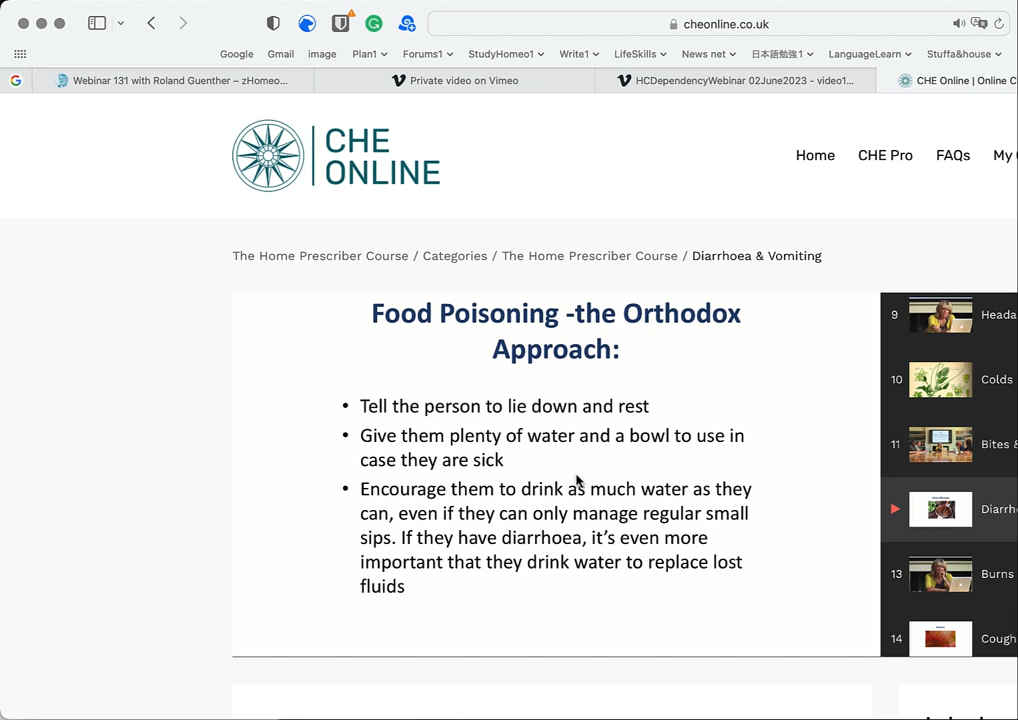 cheonline.co.uk
Google Gmail image Plan1 Forums1 StudyHomeo1 Write1 LifeSkills News net 日本語勉強1 LanguageLearn Stuffa&house
Webinar 131 with Roland Guenther – zHomeo... Private video on Vimeo HCDependencyWebinar 02June2023 - video1... CHE Online | Online C
CHE
ONLINE
Home CHE Pro FAQs My
The Home Prescriber Course / Categories / The Home Prescriber Course / Diarrhoea & Vomiting
Food Poisoning -the Orthodox
Approach:
• Tell the person to lie down and rest
• Give them plenty of water and a bowl to use in
case they are sick
• Encourage them to drink as much water as they
can, even if they can only manage regular small
sips. If they have diarrhoea, it’s even more
important that they drink water to replace lost
fluids
9 Heada
10 Colds
11 Bites &
Diarrh
13 Burns
14 Cough